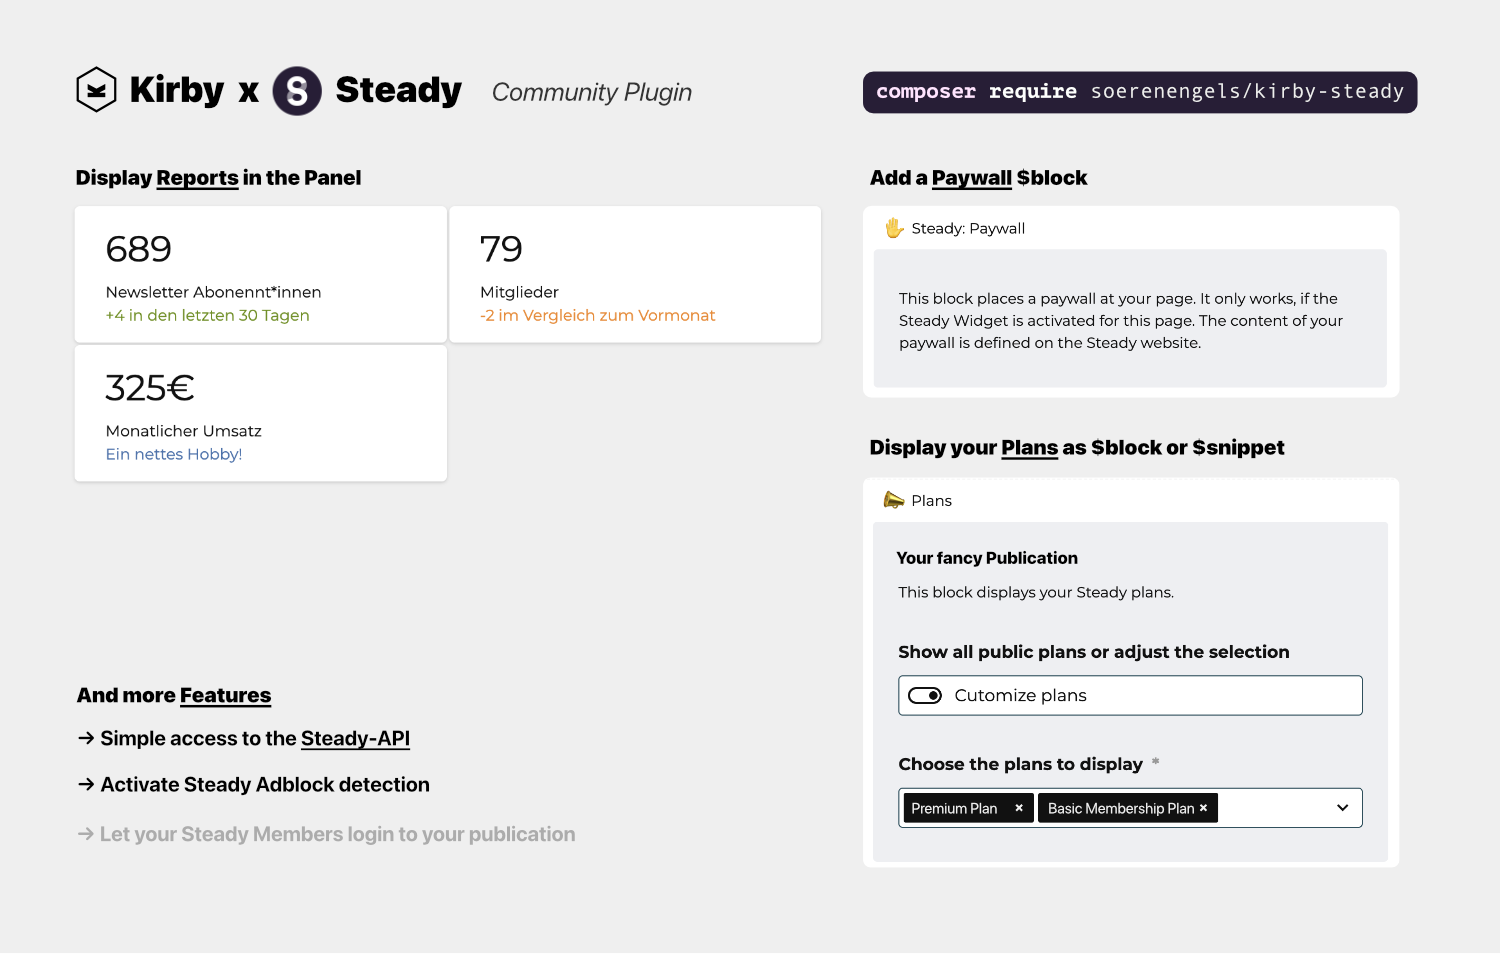 Kirby x Steady Community Plugin
composer require soerenengels/kirby-steady
Display Reports in the Panel
689
Newsletter Abonennt*innen
+4 in den letzten 30 Tagen
79
Mitglieder
-2 im Vergleich zum Vormonat
325€
Monatlicher Umsatz
Ein nettes Hobby!
And more Features
→ Simple access to the Steady-API
→ Activate Steady Adblock detection
→ Let your Steady Members login to your publication
Add a Paywall $block
Steady: Paywall
This block places a paywall at your page. It only works, if the
Steady Widget is activated for this page. The content of your
paywall is defined on the Steady website.
Display your Plans as $block or $snippet
Plans
Your fancy Publication
This block displays your Steady plans.
Show all public plans or adjust the selection
Cutomize plans
Choose the plans to display *
Premium Plan × Basic Membership Plan ×